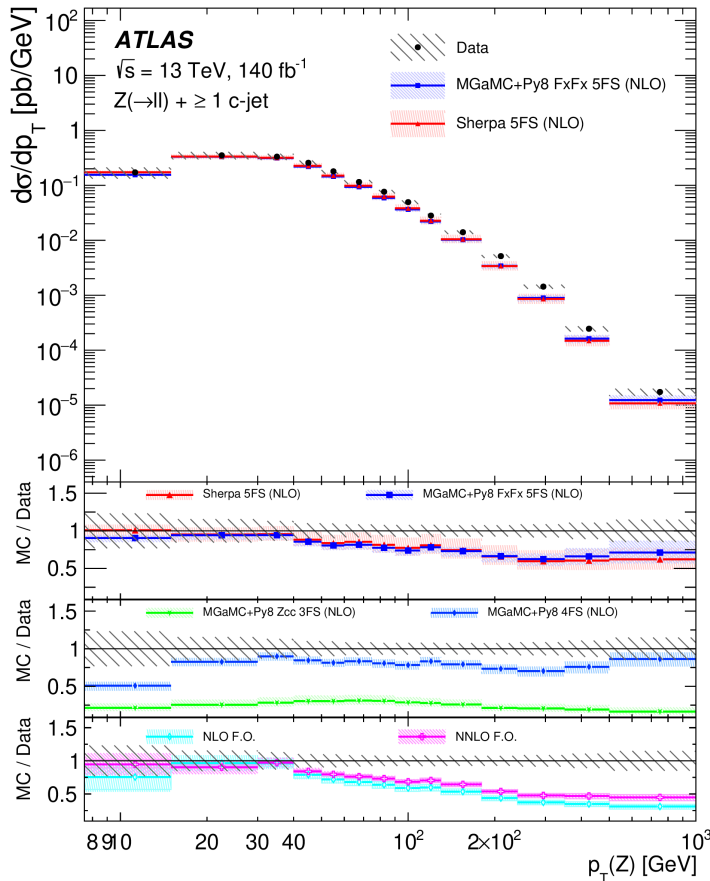 ATLAS
√s = 13 TeV, 140 fb⁻¹
Z(→ll) + ≥ 1 c-jet
Data
MGaMC+Py8 FxFx 5FS (NLO)
Sherpa 5FS (NLO)
dσ/dp_T [pb/GeV]
10²
10
1
10⁻¹
10⁻²
10⁻³
10⁻⁴
10⁻⁵
10⁻⁶
MC / Data
1.5
1
0.5
Sherpa 5FS (NLO)
MGaMC+Py8 FxFx 5FS (NLO)
MC / Data
1.5
1
0.5
MGaMC+Py8 Zcc 3FS (NLO)
MGaMC+Py8 4FS (NLO)
MC / Data
1.5
1
0.5
NLO F.O.
NNLO F.O.
8 9 10 20 30 40 10² 2×10² 10³
p_T(Z) [GeV]